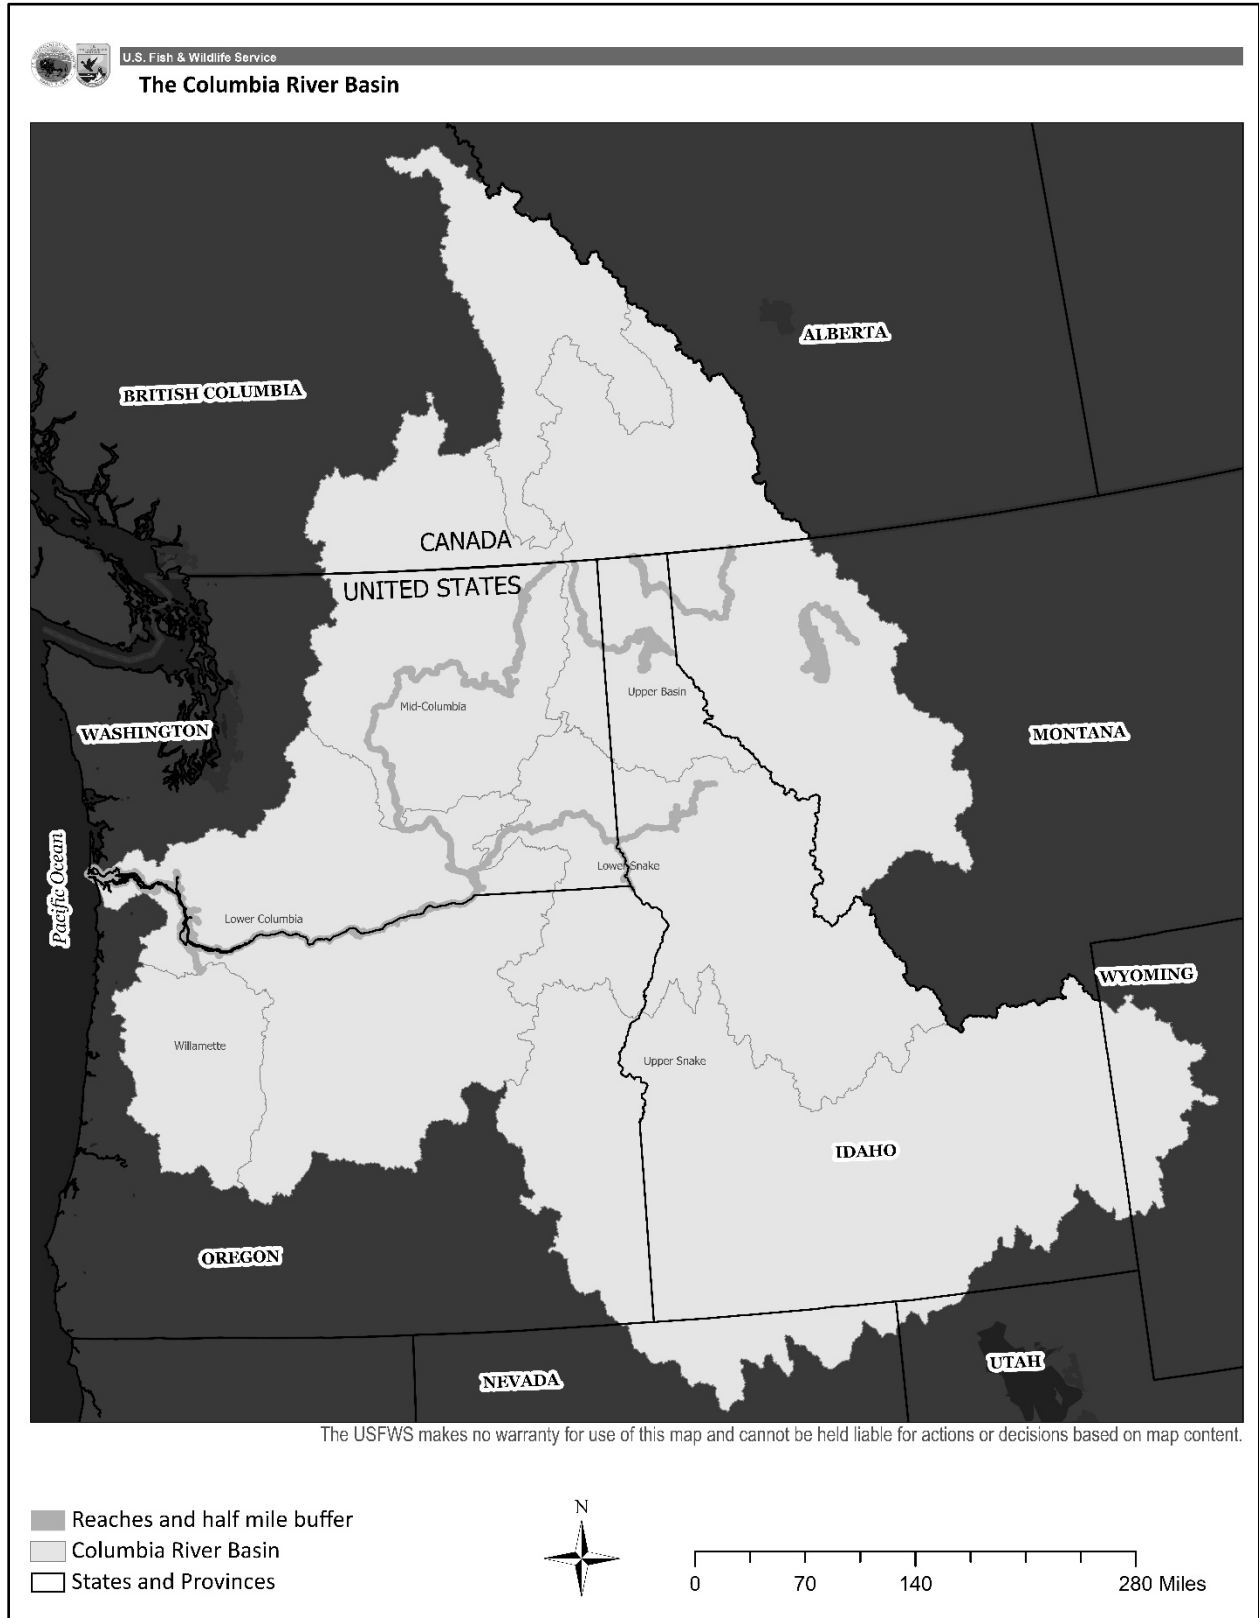 U.S. Fish & Wildlife Service
The Columbia River Basin
ALBERTA
BRITISH COLUMBIA
CANADA
UNITED STATES
Upper Basin
Mid-Columbia
WASHINGTON
MONTANA
Pacific Ocean
Lower Snake
Lower Columbia
WYOMING
Willamette
Upper Snake
IDAHO
OREGON
UTAH
NEVADA
The USFWS makes no warranty for use of this map and cannot be held liable for actions or decisions based on map content.
Reaches and half mile buffer
Columbia River Basin
States and Provinces
N
0 70 140 280 Miles